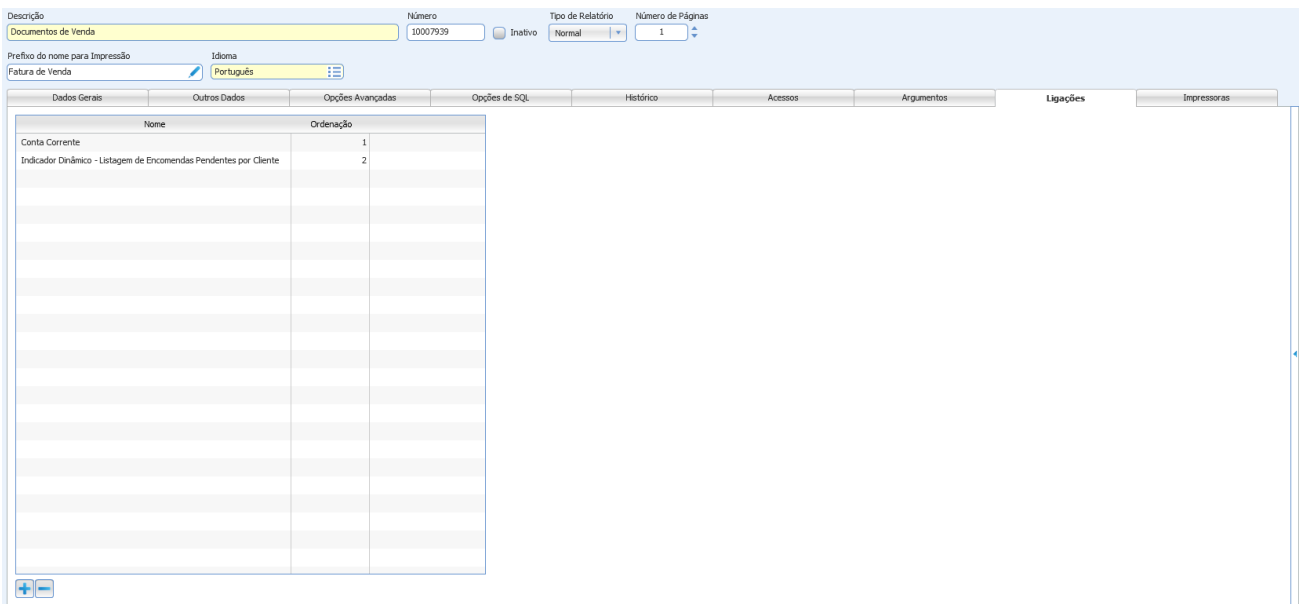 Descrição Número Tipo de Relatório Número de Páginas
Documentos de Venda 10007939 Inativo Normal 1
Prefixo do nome para Impressão Idioma
Fatura de Venda Português
Dados Gerais Outros Dados Opções Avançadas Opções de SQL Histórico Acessos Argumentos Ligações Impressoras
Nome Ordenação
Conta Corrente 1
Indicador Dinâmico - Listagem de Encomendas Pendentes por Cliente 2